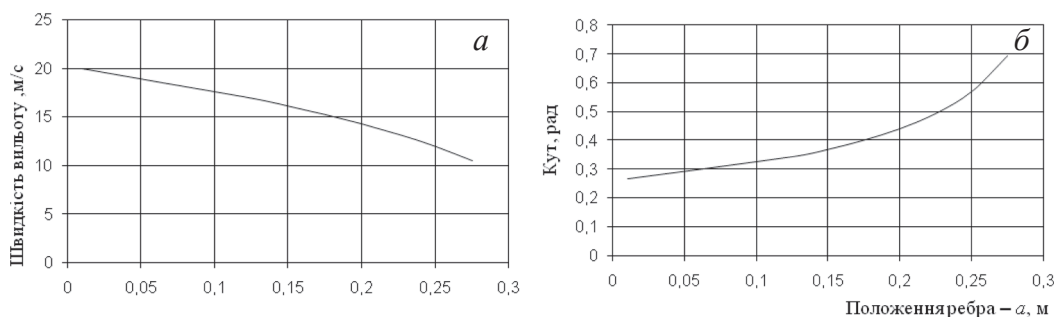 Швидкість вильоту ,м/с
25
20
15
10
5
0
0 0,05 0,1 0,15 0,2 0,25 0,3
а
Кут, рад
0,8
0,7
0,6
0,5
0,4
0,3
0,2
0,1
0
0 0,05 0,1 0,15 0,2 0,25 0,3
б
Положення ребра – а, м